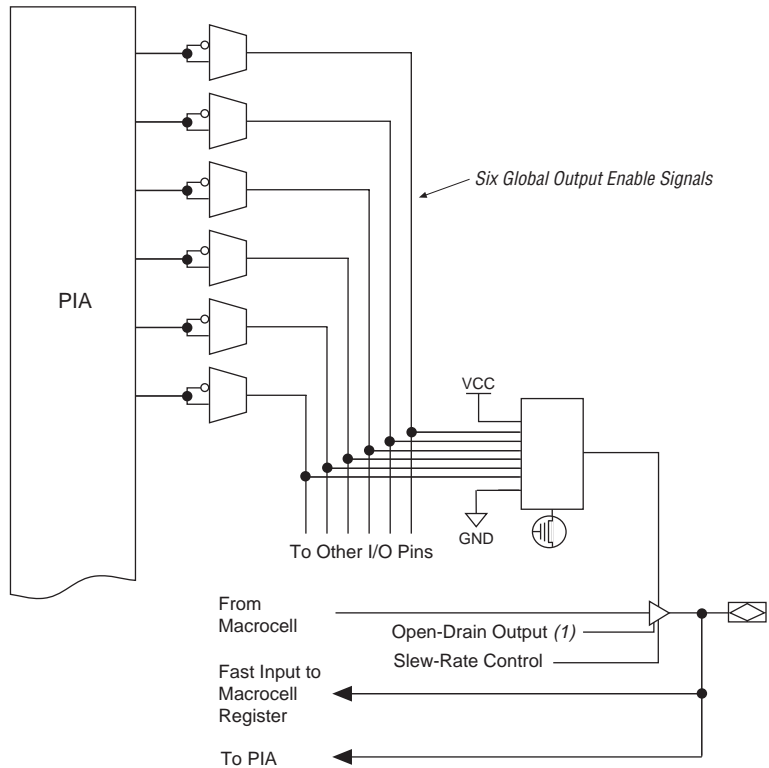 Six Global Output Enable Signals
PIA
VCC
GND
To Other I/O Pins
From
Macrocell
Open-Drain Output (1)
Slew-Rate Control
Fast Input to
Macrocell
Register
To PIA